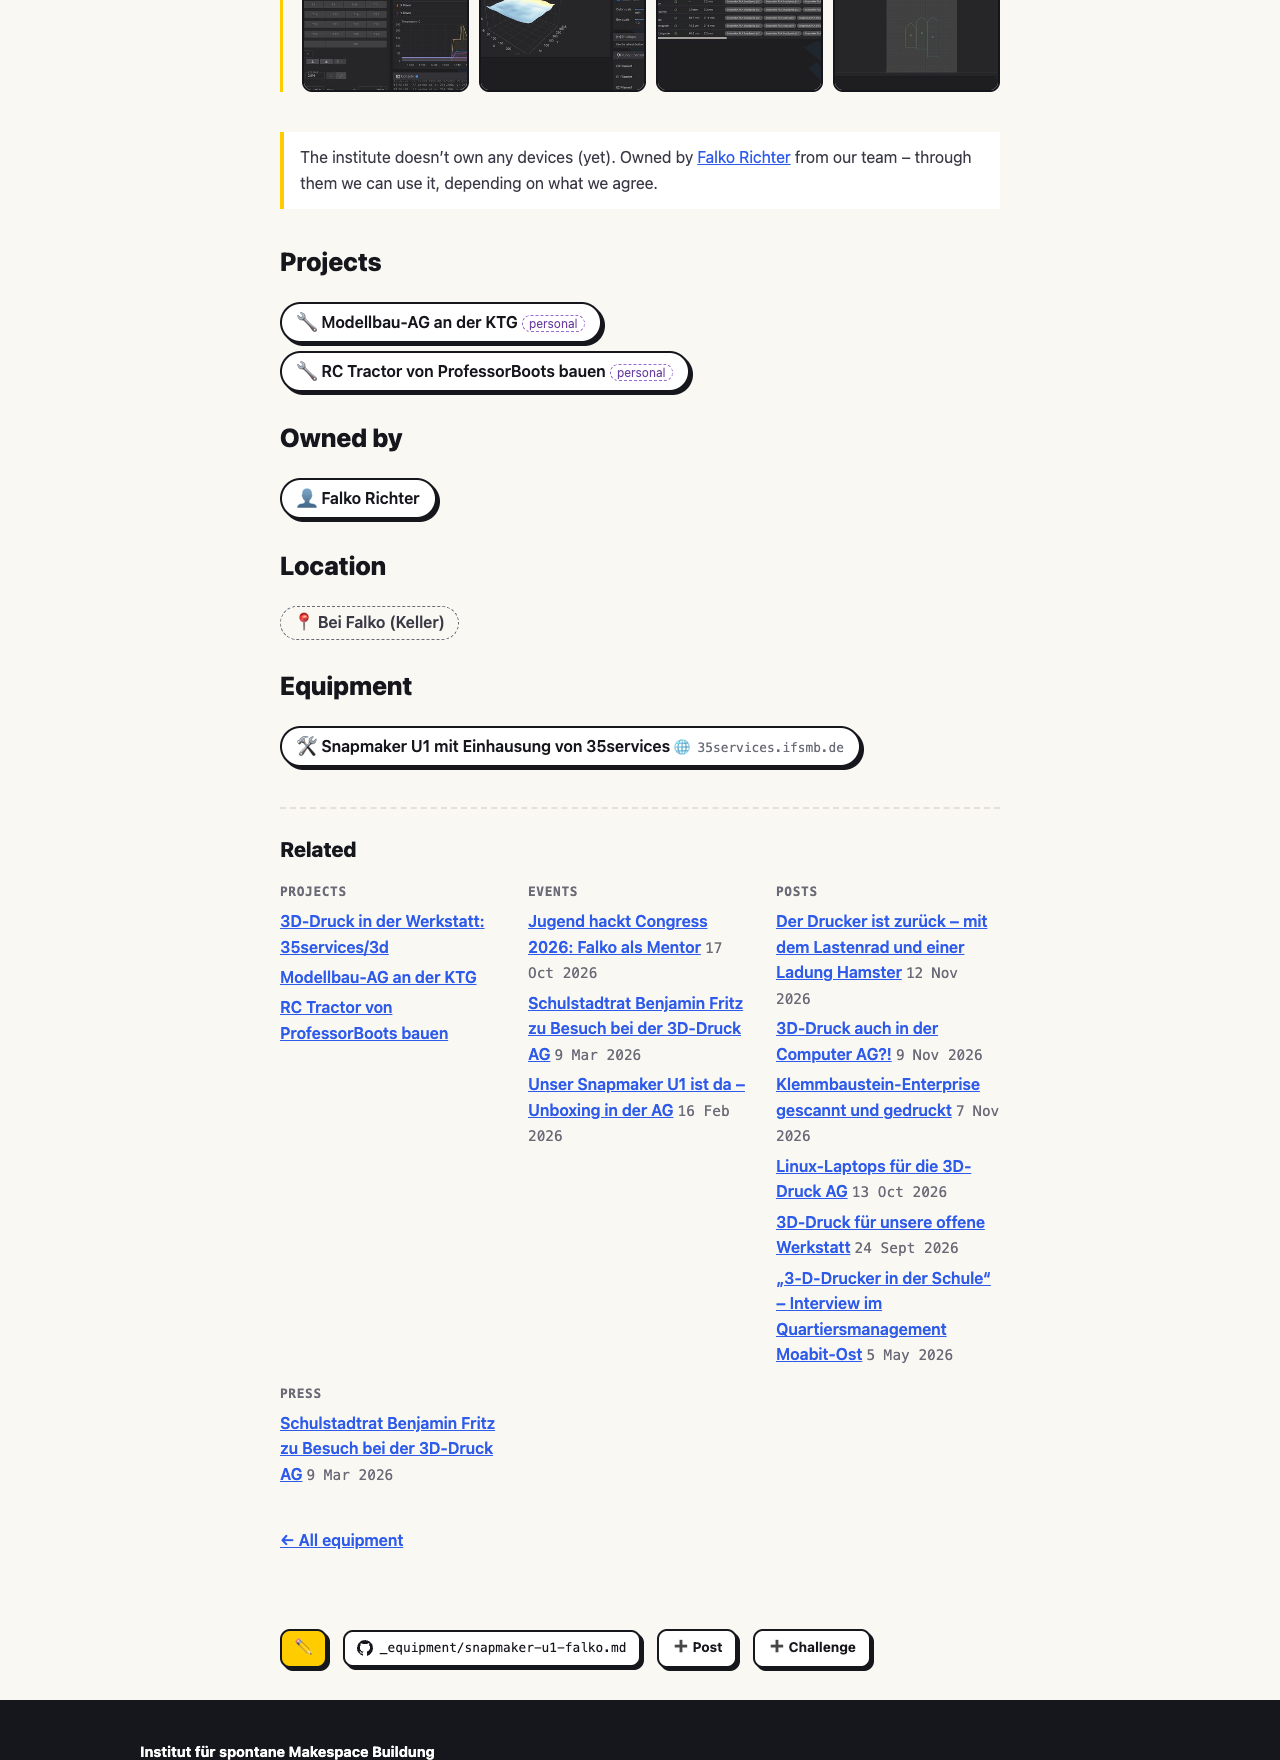 The institute doesn’t own any devices (yet). Owned by Falko Richter from our team – through
them we can use it, depending on what we agree.
Projects
🔧 Modellbau-AG an der KTG personal
🔧 RC Tractor von ProfessorBoots bauen personal
Owned by
👤 Falko Richter
Location
📍 Bei Falko (Keller)
Equipment
🛠 Snapmaker U1 mit Einhausung von 35services 🌐 35services.ifsmb.de
Related
PROJECTS
3D-Druck in der Werkstatt:
35services/3d
Modellbau-AG an der KTG
RC Tractor von
ProfessorBoots bauen
EVENTS
Jugend hackt Congress
2026: Falko als Mentor 17
Oct 2026
Schulstadtrat Benjamin Fritz
zu Besuch bei der 3D-Druck
AG 9 Mar 2026
Unser Snapmaker U1 ist da –
Unboxing in der AG 16 Feb
2026
POSTS
Der Drucker ist zurück – mit
dem Lastenrad und einer
Ladung Hamster 12 Nov
2026
3D-Druck auch in der
Computer AG?! 9 Nov 2026
Klemmbaustein-Enterprise
gescannt und gedruckt 7 Nov
2026
Linux-Laptops für die 3D-
Druck AG 13 Oct 2026
3D-Druck für unsere offene
Werkstatt 24 Sept 2026
„3-D-Drucker in der Schule“
– Interview im
Quartiersmanagement
Moabit-Ost 5 May 2026
PRESS
Schulstadtrat Benjamin Fritz
zu Besuch bei der 3D-Druck
AG 9 Mar 2026
← All equipment
✏️
_equipment/snapmaker-u1-falko.md
➕ Post
➕ Challenge
Institut für spontane Makespace Buildung